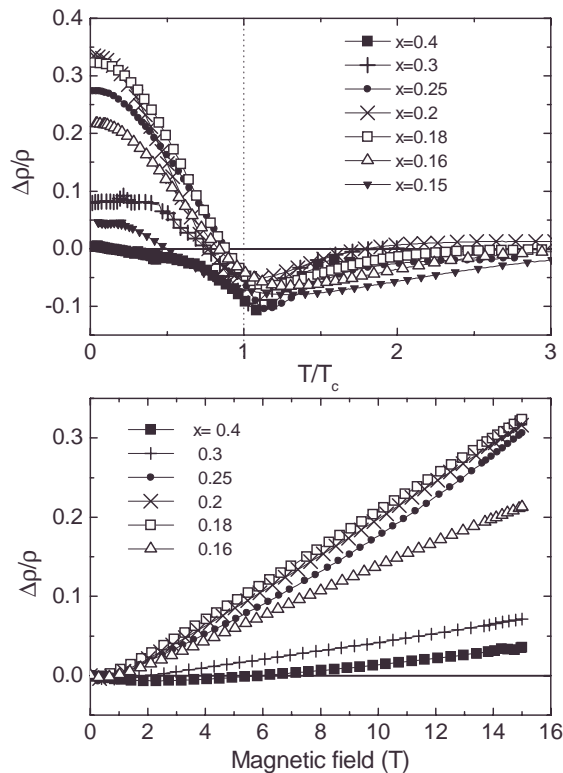 0.4
0.3
0.2
0.1
0.0
-0.1
Δρ/ρ
x=0.4
x=0.3
x=0.25
x=0.2
x=0.18
x=0.16
x=0.15
0 1 2 3
T/Tc
0.3
0.2
0.1
0.0
Δρ/ρ
x= 0.4
0.3
0.25
0.2
0.18
0.16
0 2 4 6 8 10 12 14 16
Magnetic field (T)